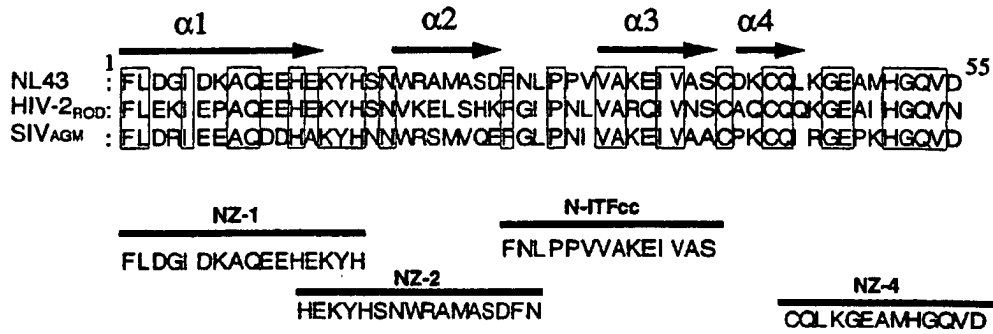 α1 α2 α3 α4
1 55
NL43 : FLDGIDKAQEEHEKYHSNWRAMASDFNLPPVVAKEIVASCDKCQLKGEAMHGQVD
HIV-2ROD: FLEKIEPAQEEHEKYHNNVKELSHKFGIPNLVARQIVNSCAQCQQKGEAIHGQVN
SIVAGM : FLDRIEEAQDDHAKYHNNWRSMVQEFGLPNIVAKEIVAACPKCQIRGEPKHGQVD
NZ-1 N-ITFcc
FLDGIDKAQEEHEKYH FNLPPVVAKEIVAS
NZ-2 NZ-4
HEKYHSNWRAMASDFN CQLKGEAMHGQVD